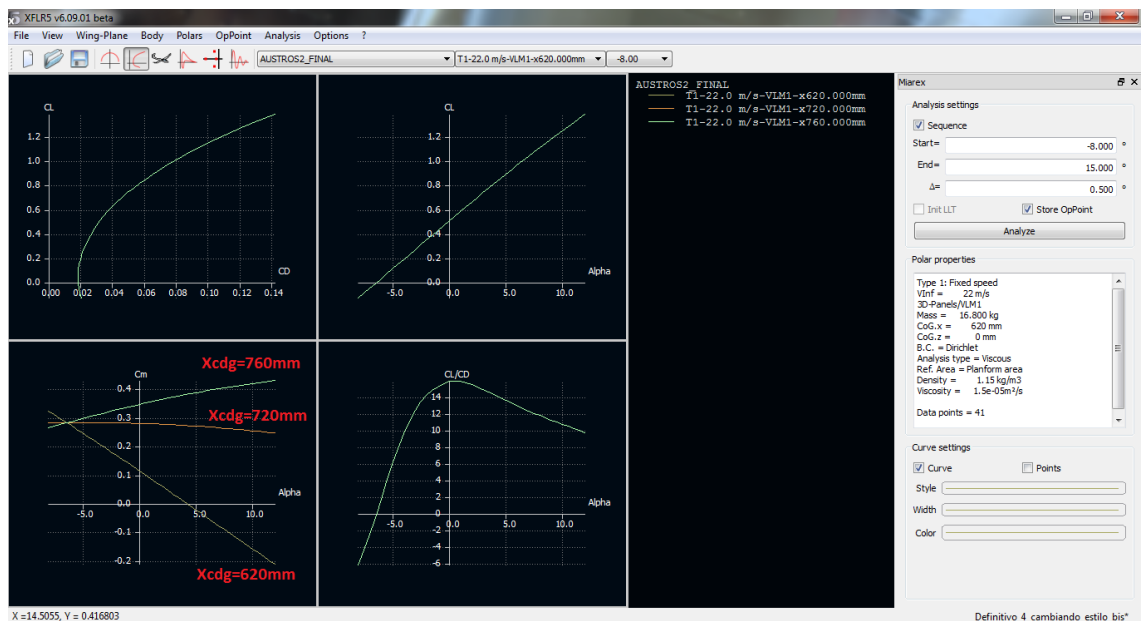 XFLR5 v6.09.01 beta
File View Wing-Plane Body Polars OpPoint Analysis Options ?
AUSTROS2_FINAL T1-22.0 m/s-VLM1-x620.000mm -8.00
CL
1.2
1.0
0.8
0.6
0.4
0.2
0.0
0.00 0.02 0.04 0.06 0.08 0.10 0.12 0.14
CD
CL
1.2
1.0
0.8
0.6
0.4
0.2
0.0
-5.0 0.0 5.0 10.0
Alpha
Cm
0.4
0.3
0.2
0.1
0.0
-0.1
-0.2
-5.0 0.0 5.0 10.0
Alpha
Xcdg=760mm
Xcdg=720mm
Xcdg=620mm
CL/CD
14
12
10
8
6
4
2
0
-2
-4
-6
-5.0 0.0 5.0 10.0
Alpha
AUSTROS2_FINAL
T1-22.0 m/s-VLM1-x620.000mm
T1-22.0 m/s-VLM1-x720.000mm
T1-22.0 m/s-VLM1-x760.000mm
Miarex
Analysis settings
Sequence
Start= -8.000 °
End= 15.000 °
Δ= 0.500 °
Init LLT Store OpPoint
Analyze
Polar properties
Type 1: Fixed speed
VInf = 22 m/s
3D-Panels/VLM1
Mass = 16.800 kg
CoG.x = 620 mm
CoG.z = 0 mm
B.C. = Dirichlet
Analysis type = Viscous
Ref. Area = Planform area
Density = 1.15 kg/m3
Viscosity = 1.5e-05m²/s
Data points = 41
Curve settings
Curve Points
Style
Width
Color
X =14.5055, Y = 0.416803
Definitivo 4 cambiando estilo bis*